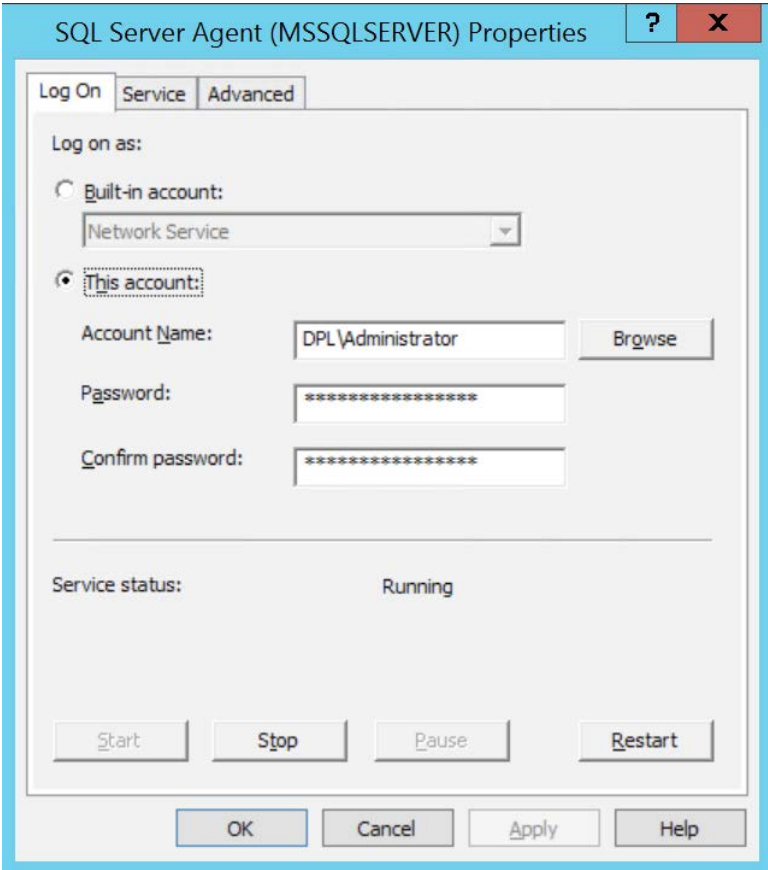 SQL Server Agent (MSSQLSERVER) Properties ? X
Log On Service Advanced
Log on as:
Built-in account:
Network Service
This account:
Account Name: DPL\Administrator Browse
Password: ****************
Confirm password: ****************
Service status: Running
Start Stop Pause Restart
OK Cancel Apply Help